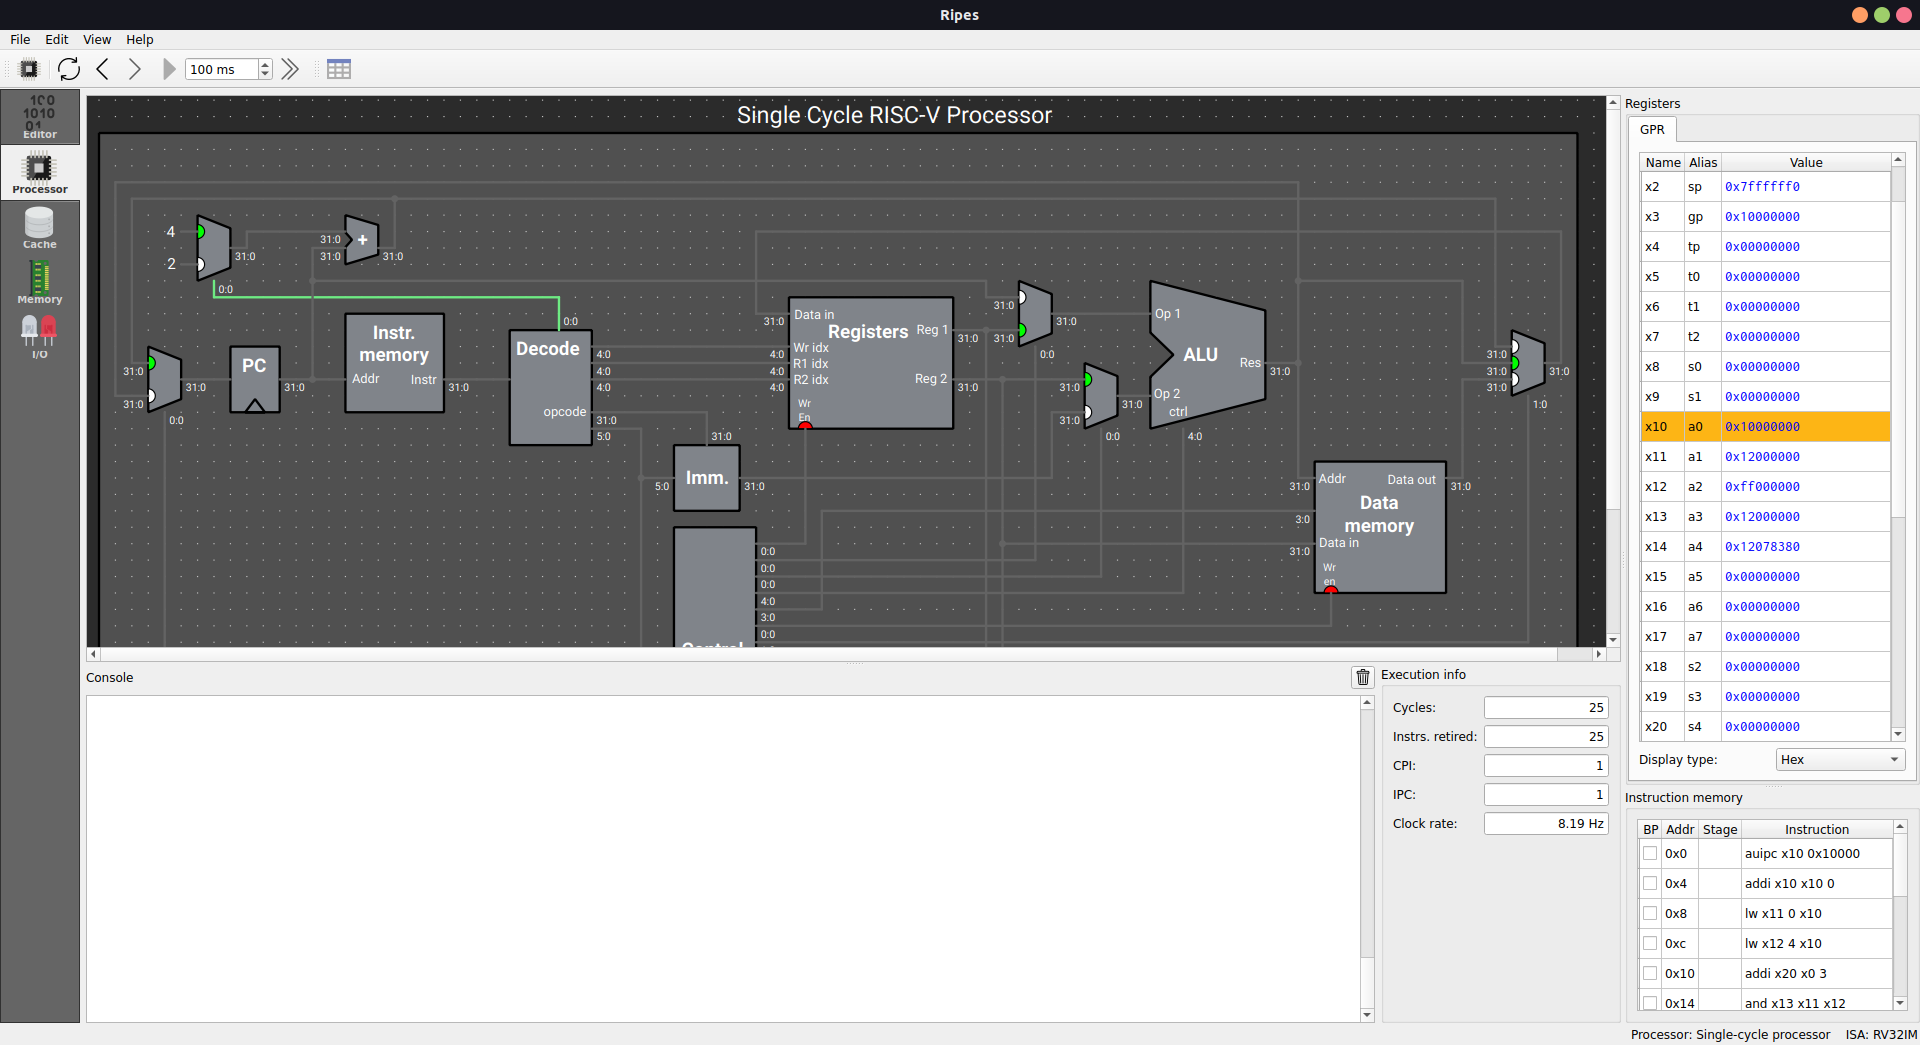 Ripes
File Edit View Help
100 ms
Editor
Processor
Cache
Memory
I/O
Single Cycle RISC-V Processor
4
2
31:0
0:0
31:0
31:0
+
31:0
31:0
31:0
31:0
0:0
PC
31:0
Instr.
memory
Addr
Instr
31:0
0:0
Decode
opcode
4:0
4:0
4:0
31:0
5:0
31:0
Imm.
5:0
31:0
31:0
4:0
4:0
4:0
Data in
Registers
Wr idx
R1 idx
R2 idx
Wr
En
Reg 1
Reg 2
31:0
31:0
31:0
31:0
31:0
0:0
31:0
31:0
31:0
0:0
Op 1
ALU
Op 2
ctrl
Res
31:0
4:0
31:0
3:0
31:0
Addr
Data out
Data
memory
Data in
Wr
en
31:0
31:0
31:0
31:0
31:0
1:0
0:0
0:0
0:0
4:0
3:0
0:0
Control
Console
Execution info
Cycles: 25
Instrs. retired: 25
CPI: 1
IPC: 1
Clock rate: 8.19 Hz
Registers
GPR
Name Alias Value
x2 sp 0x7ffffff0
x3 gp 0x10000000
x4 tp 0x00000000
x5 t0 0x00000000
x6 t1 0x00000000
x7 t2 0x00000000
x8 s0 0x00000000
x9 s1 0x00000000
x10 a0 0x10000000
x11 a1 0x12000000
x12 a2 0xff000000
x13 a3 0x12000000
x14 a4 0x12078380
x15 a5 0x00000000
x16 a6 0x00000000
x17 a7 0x00000000
x18 s2 0x00000000
x19 s3 0x00000000
x20 s4 0x00000000
Display type: Hex
Instruction memory
BP Addr Stage Instruction
0x0 auipc x10 0x10000
0x4 addi x10 x10 0
0x8 lw x11 0 x10
0xc lw x12 4 x10
0x10 addi x20 x0 3
0x14 and x13 x11 x12
Processor: Single-cycle processor ISA: RV32IM